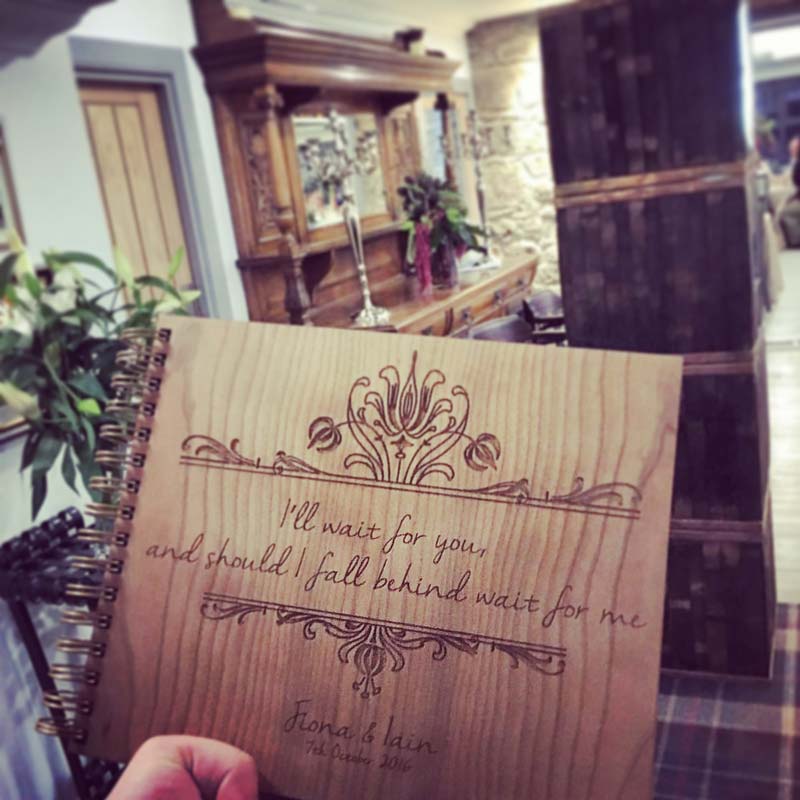 I'll wait for you,
and should I fall behind wait for me
Fiona & Iain
7th October 2016